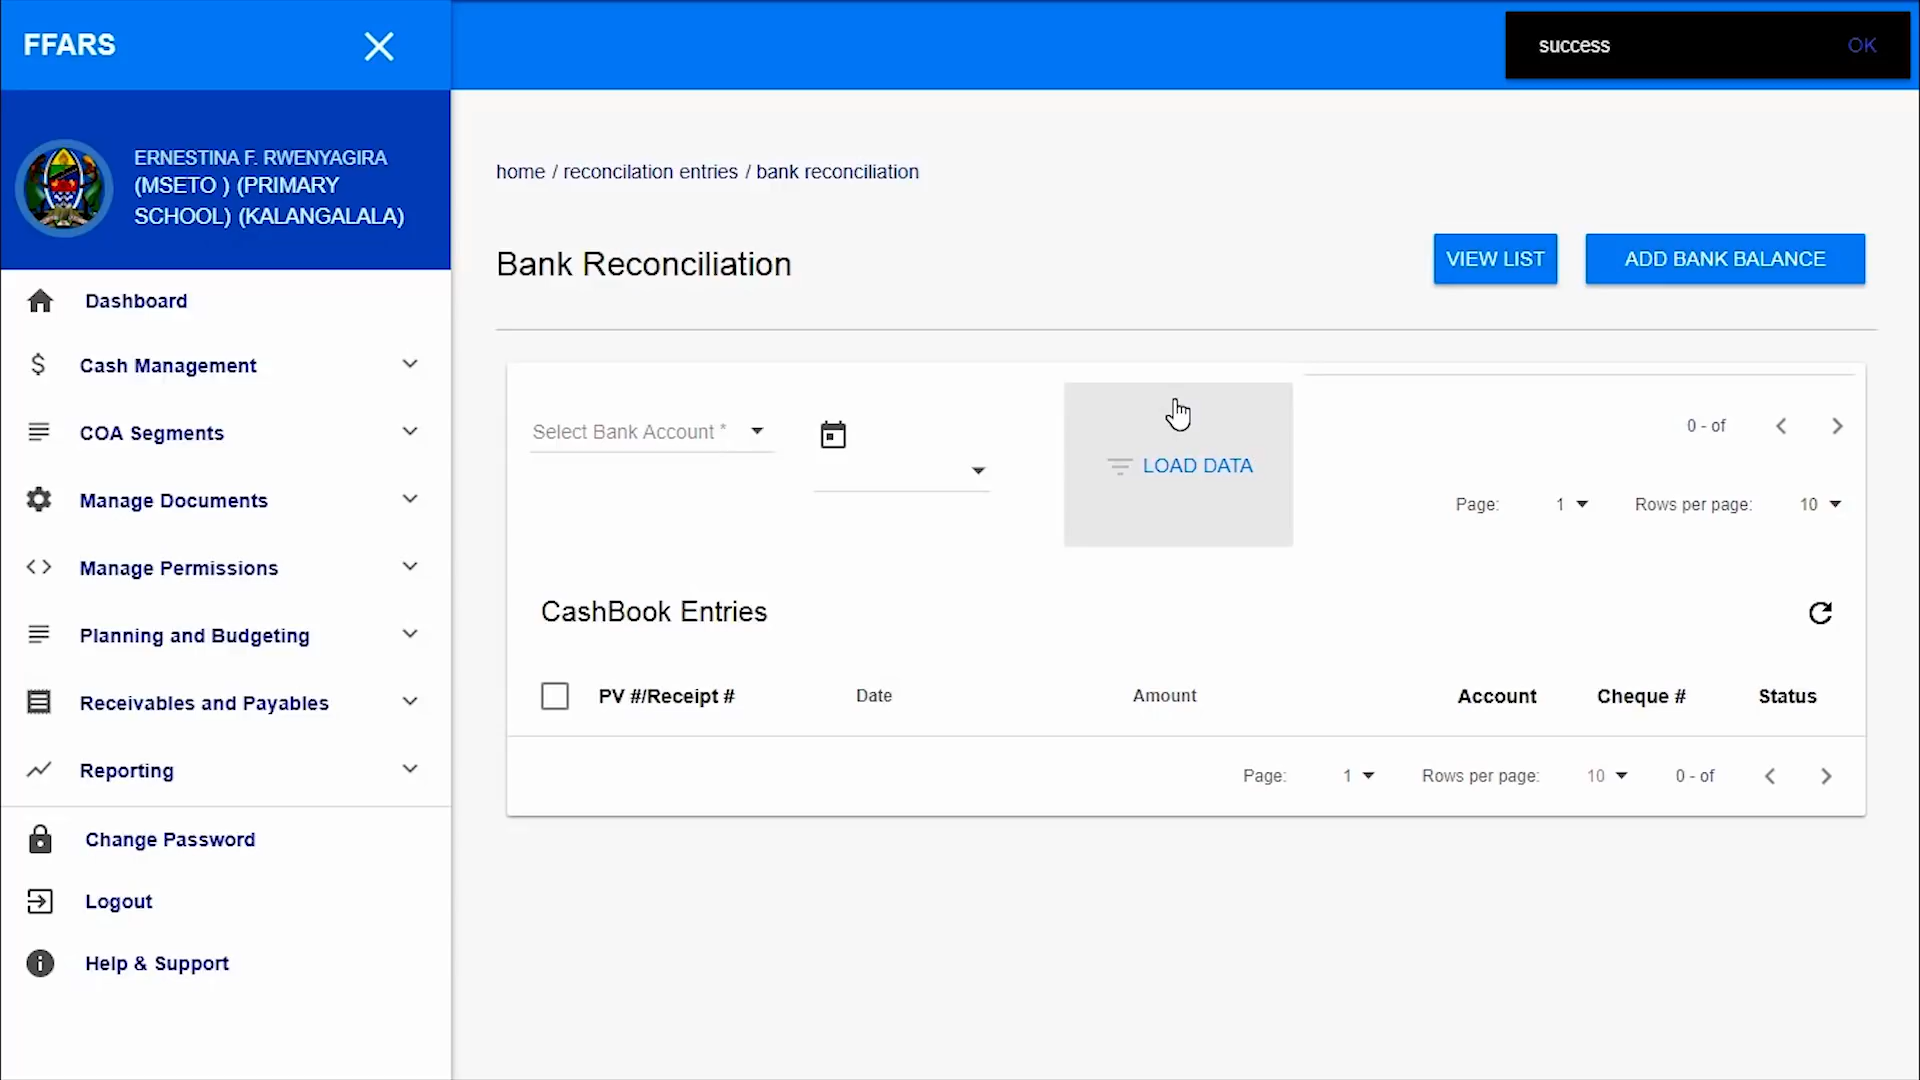 FFARS
success OK
ERNESTINA F. RWENYAGIRA
(MSETO ) (PRIMARY
SCHOOL) (KALANGALALA)
home / reconcilation entries / bank reconciliation
Bank Reconciliation
VIEW LIST
ADD BANK BALANCE
Dashboard
Cash Management
COA Segments
Manage Documents
Manage Permissions
Planning and Budgeting
Receivables and Payables
Reporting
Change Password
Logout
Help & Support
Select Bank Account *
LOAD DATA
0 - of
Page: 1 Rows per page: 10
CashBook Entries
PV #/Receipt # Date Amount Account Cheque # Status
Page: 1 Rows per page: 10 0 - of